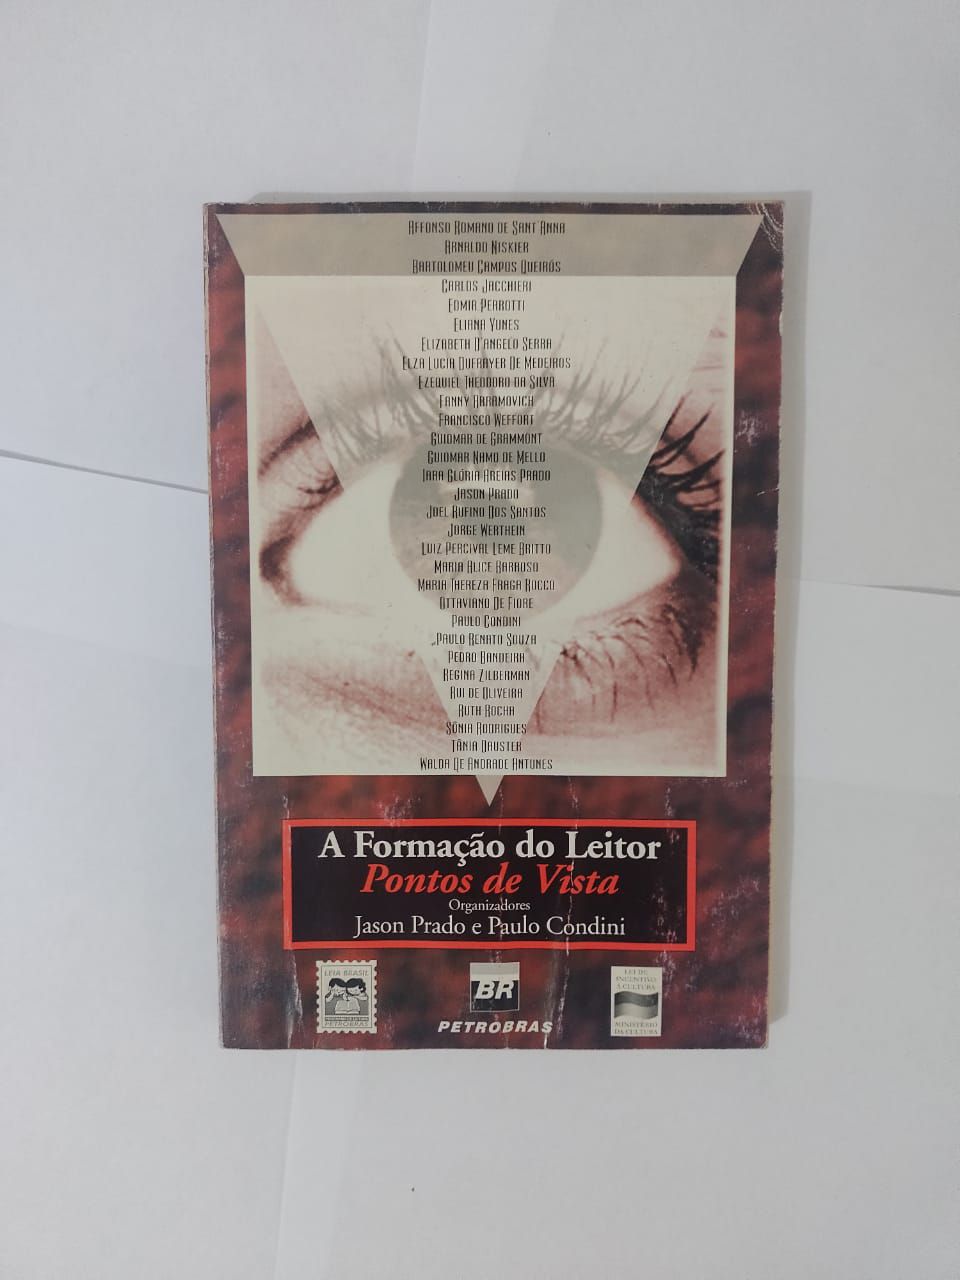 Affonso Romano de Sant'Anna
Arnaldo Niskier
Bartolomeu Campos Queirós
Carlos Jacchieri
Edmir Perrotti
Eliana Yunes
Elizabeth D'Angelo Serra
Elza Lucia Dufrayer De Medeiros
Ezequiel Theodoro da Silva
Fanny Abramovich
Francisco Weffort
Guiomar de Grammont
Guiomar Namo de Mello
Iara Glória Areias Prado
Jason Prado
Joel Rufino Dos Santos
Jorge Werthein
Luiz Percival Leme Britto
Maria Alice Barroso
Maria Thereza Fraga Rocco
Ottaviano De Fiore
Paulo Condini
Paulo Renato Souza
Pedro Bandeira
Regina Zilberman
Rui de Oliveira
Ruth Rocha
Sônia Rodrigues
Tânia Dauster
Walda De Andrade Antunes
A Formação do Leitor
Pontos de Vista
Organizadores
Jason Prado e Paulo Condini
LEIA BRASIL
PETROBRAS
BR
PETROBRAS
LEI DE
INCENTIVO
À CULTURA
MINISTÉRIO
DA CULTURA